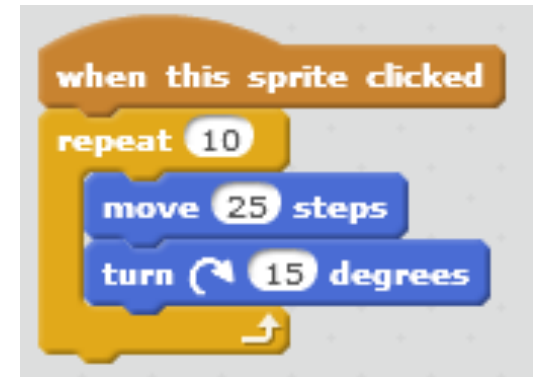 when this sprite clicked
repeat 10
move 25 steps
turn 15 degrees